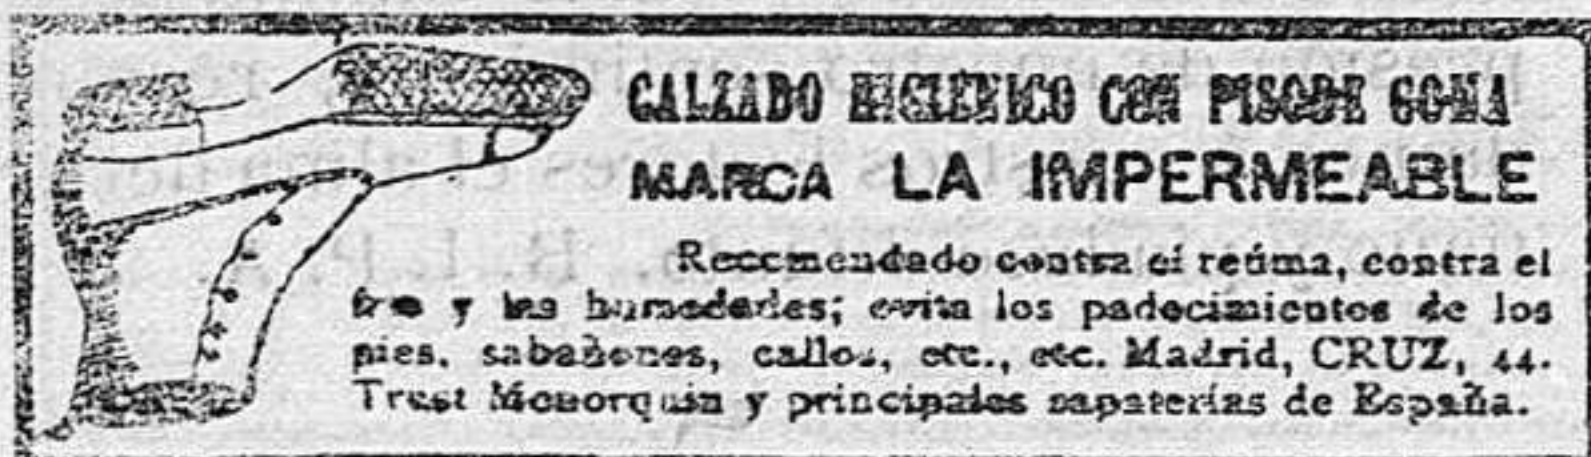 CALZADO HIGIÉNICO CON PISO DE GOMA
MARCA LA IMPERMEABLE
Recomendado contra el reúma, contra el
frío y las humedades; evita los padecimientos de los
pies, sabañones, callos, etc., etc. Madrid, CRUZ, 44.
Trust Menorquin y principales zapaterías de España.